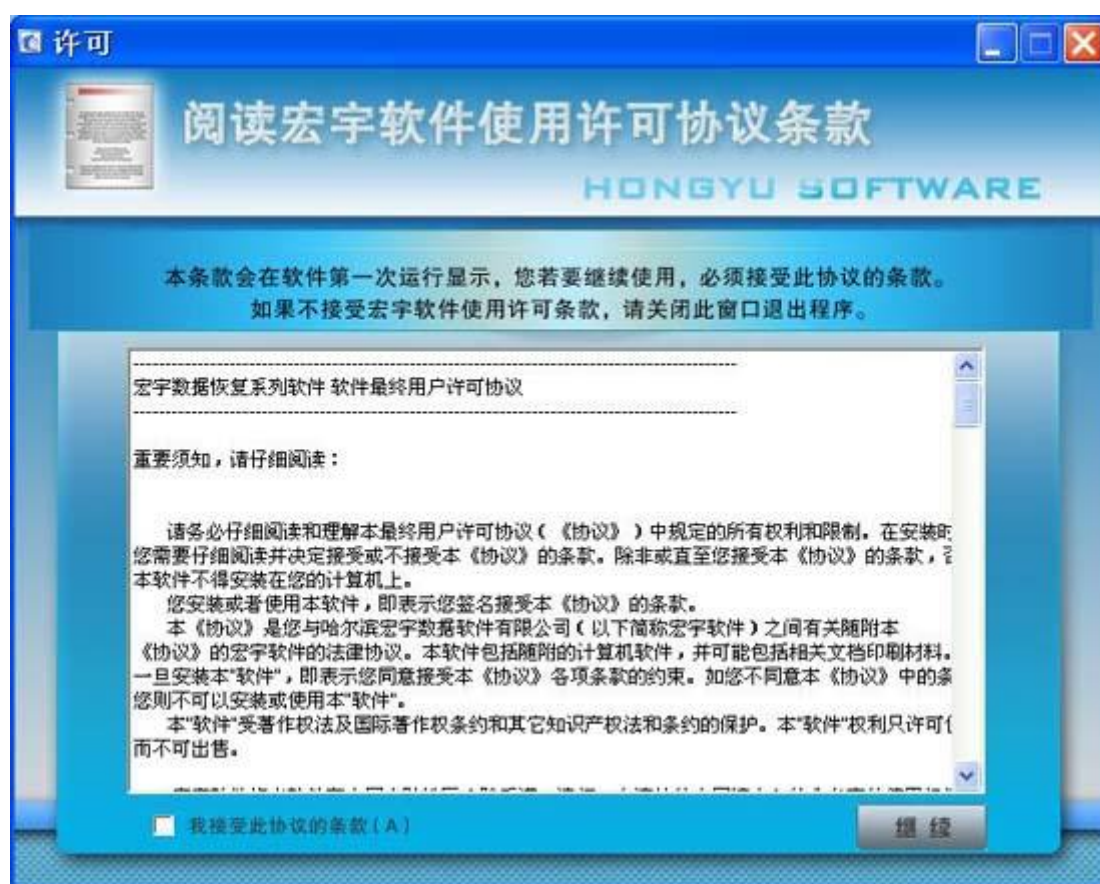 许可
阅读宏宇软件使用许可协议条款
HONGYU SOFTWARE
本条款会在软件第一次运行显示，您若要继续使用，必须接受此协议的条款。
如果不接受宏宇软件使用许可条款，请关闭此窗口退出程序。
宏宇数据恢复系列软件 软件最终用户许可协议
重要须知，请仔细阅读：
请务必仔细阅读和理解本最终用户许可协议（《协议》）中规定的所有权利和限制。在安装时
您需要仔细阅读并决定接受或不接受本《协议》的条款。除非或直至您接受本《协议》的条款，
本软件不得安装在您的计算机上。
您安装或者使用本软件，即表示您签名接受本《协议》的条款。
本《协议》是您与哈尔滨宏宇数据软件有限公司（以下简称宏宇软件）之间有关随附本
《协议》的宏宇软件的法律协议。本软件包括随附的计算机软件，并可能包括相关文档印刷材料。
一旦安装本"软件"，即表示您同意接受本《协议》各项条款的约束。如您不同意本《协议》中的条
您则不可以安装或使用本"软件"。
本"软件"受著作权法及国际著作权条约和其它知识产权法和条约的保护。本"软件"权利只许可
而不可出售。
我接受此协议的条款(A)
继续